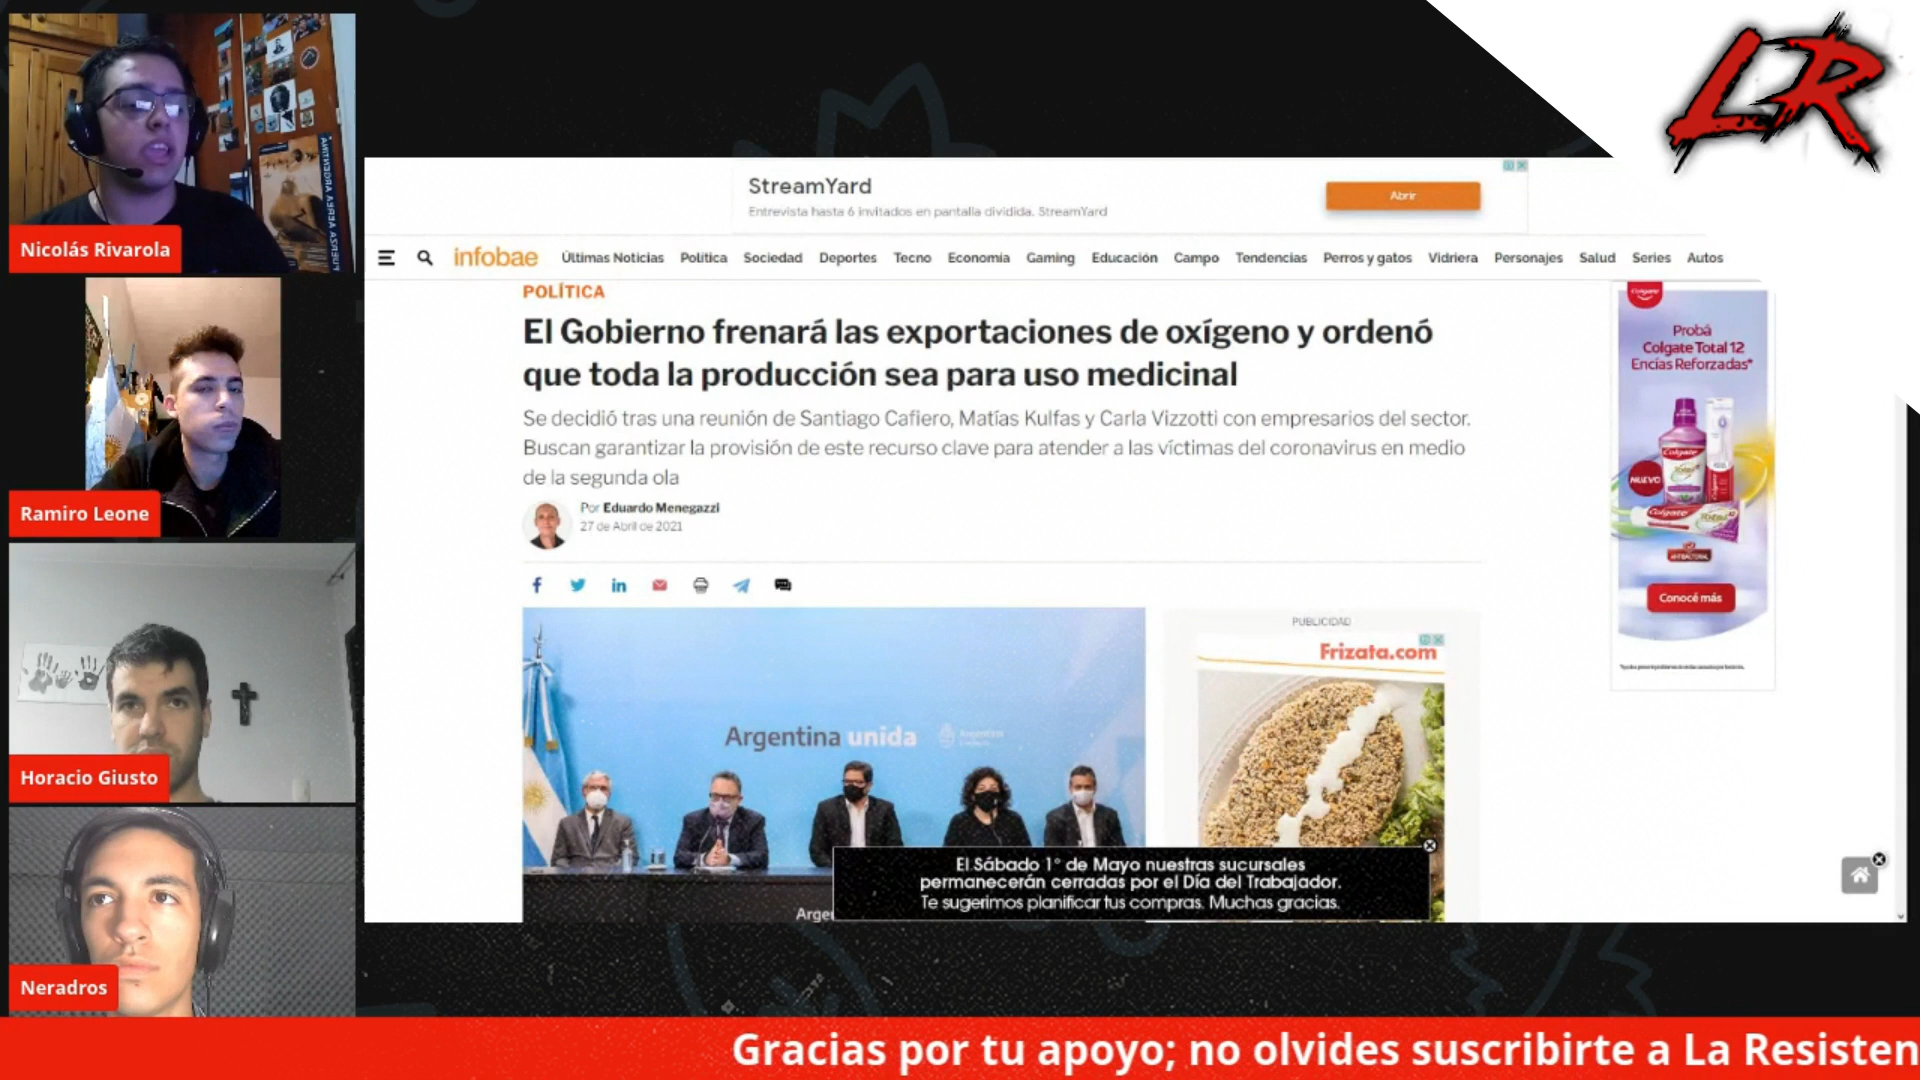 LR
Nicolás Rivarola
Ramiro Leone
Horacio Giusto
Neradros
StreamYard
Entrevista hasta 6 invitados en pantalla dividida. StreamYard
Abrir
infobae
Últimas Noticias Política Sociedad Deportes Tecno Economía Gaming Educación Campo Tendencias Perros y gatos Vidriera Personajes Salud Series Autos
POLÍTICA
El Gobierno frenará las exportaciones de oxígeno y ordenó
que toda la producción sea para uso medicinal
Se decidió tras una reunión de Santiago Cafiero, Matías Kulfas y Carla Vizzotti con empresarios del sector.
Buscan garantizar la provisión de este recurso clave para atender a las víctimas del coronavirus en medio
de la segunda ola
Por Eduardo Menegazzi
27 de Abril de 2021
Argentina unida
Argentina
Arge
PUBLICIDAD
Frizata.com
El Sábado 1° de Mayo nuestras sucursales
permanecerán cerradas por el Día del Trabajador.
Te sugerimos planificar tus compras. Muchas gracias.
Colgate
Probá
Colgate Total 12
Encías Reforzadas*
Colgate
NUEVO
Colgate
Conocé más
Gracias por tu apoyo; no olvides suscribirte a La Resisten